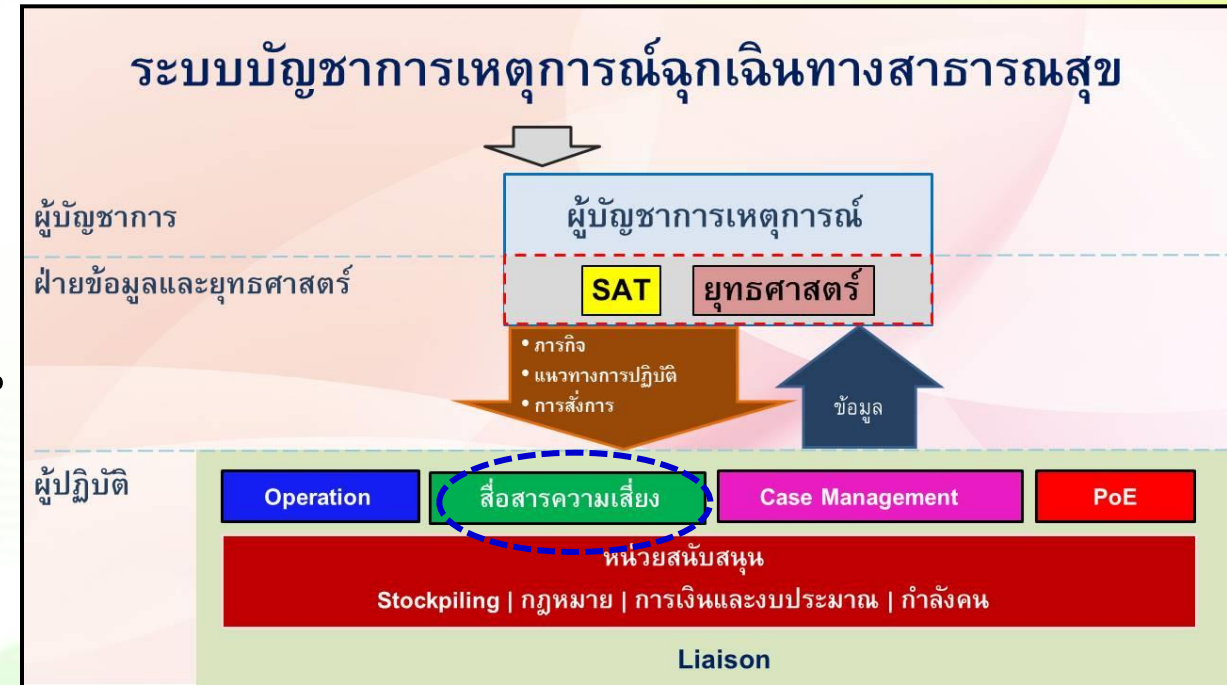 ระบบบัญชาการเหตุการณ์ฉุกเฉินทางสาธารณสุข
ผู้บัญชาการ
ผู้บัญชาการเหตุการณ์
ฝ่ายข้อมูลและยุทธศาสตร์
SAT
ยุทธศาสตร์
• ภารกิจ
• แนวทางการปฏิบัติ
• การสั่งการ
ข้อมูล
ผู้ปฏิบัติ
Operation
สื่อสารความเสี่ยง
Case Management
PoE
หน่วยสนับสนุน
Stockpiling | กฎหมาย | การเงินและงบประมาณ | กำลังคน
Liaison